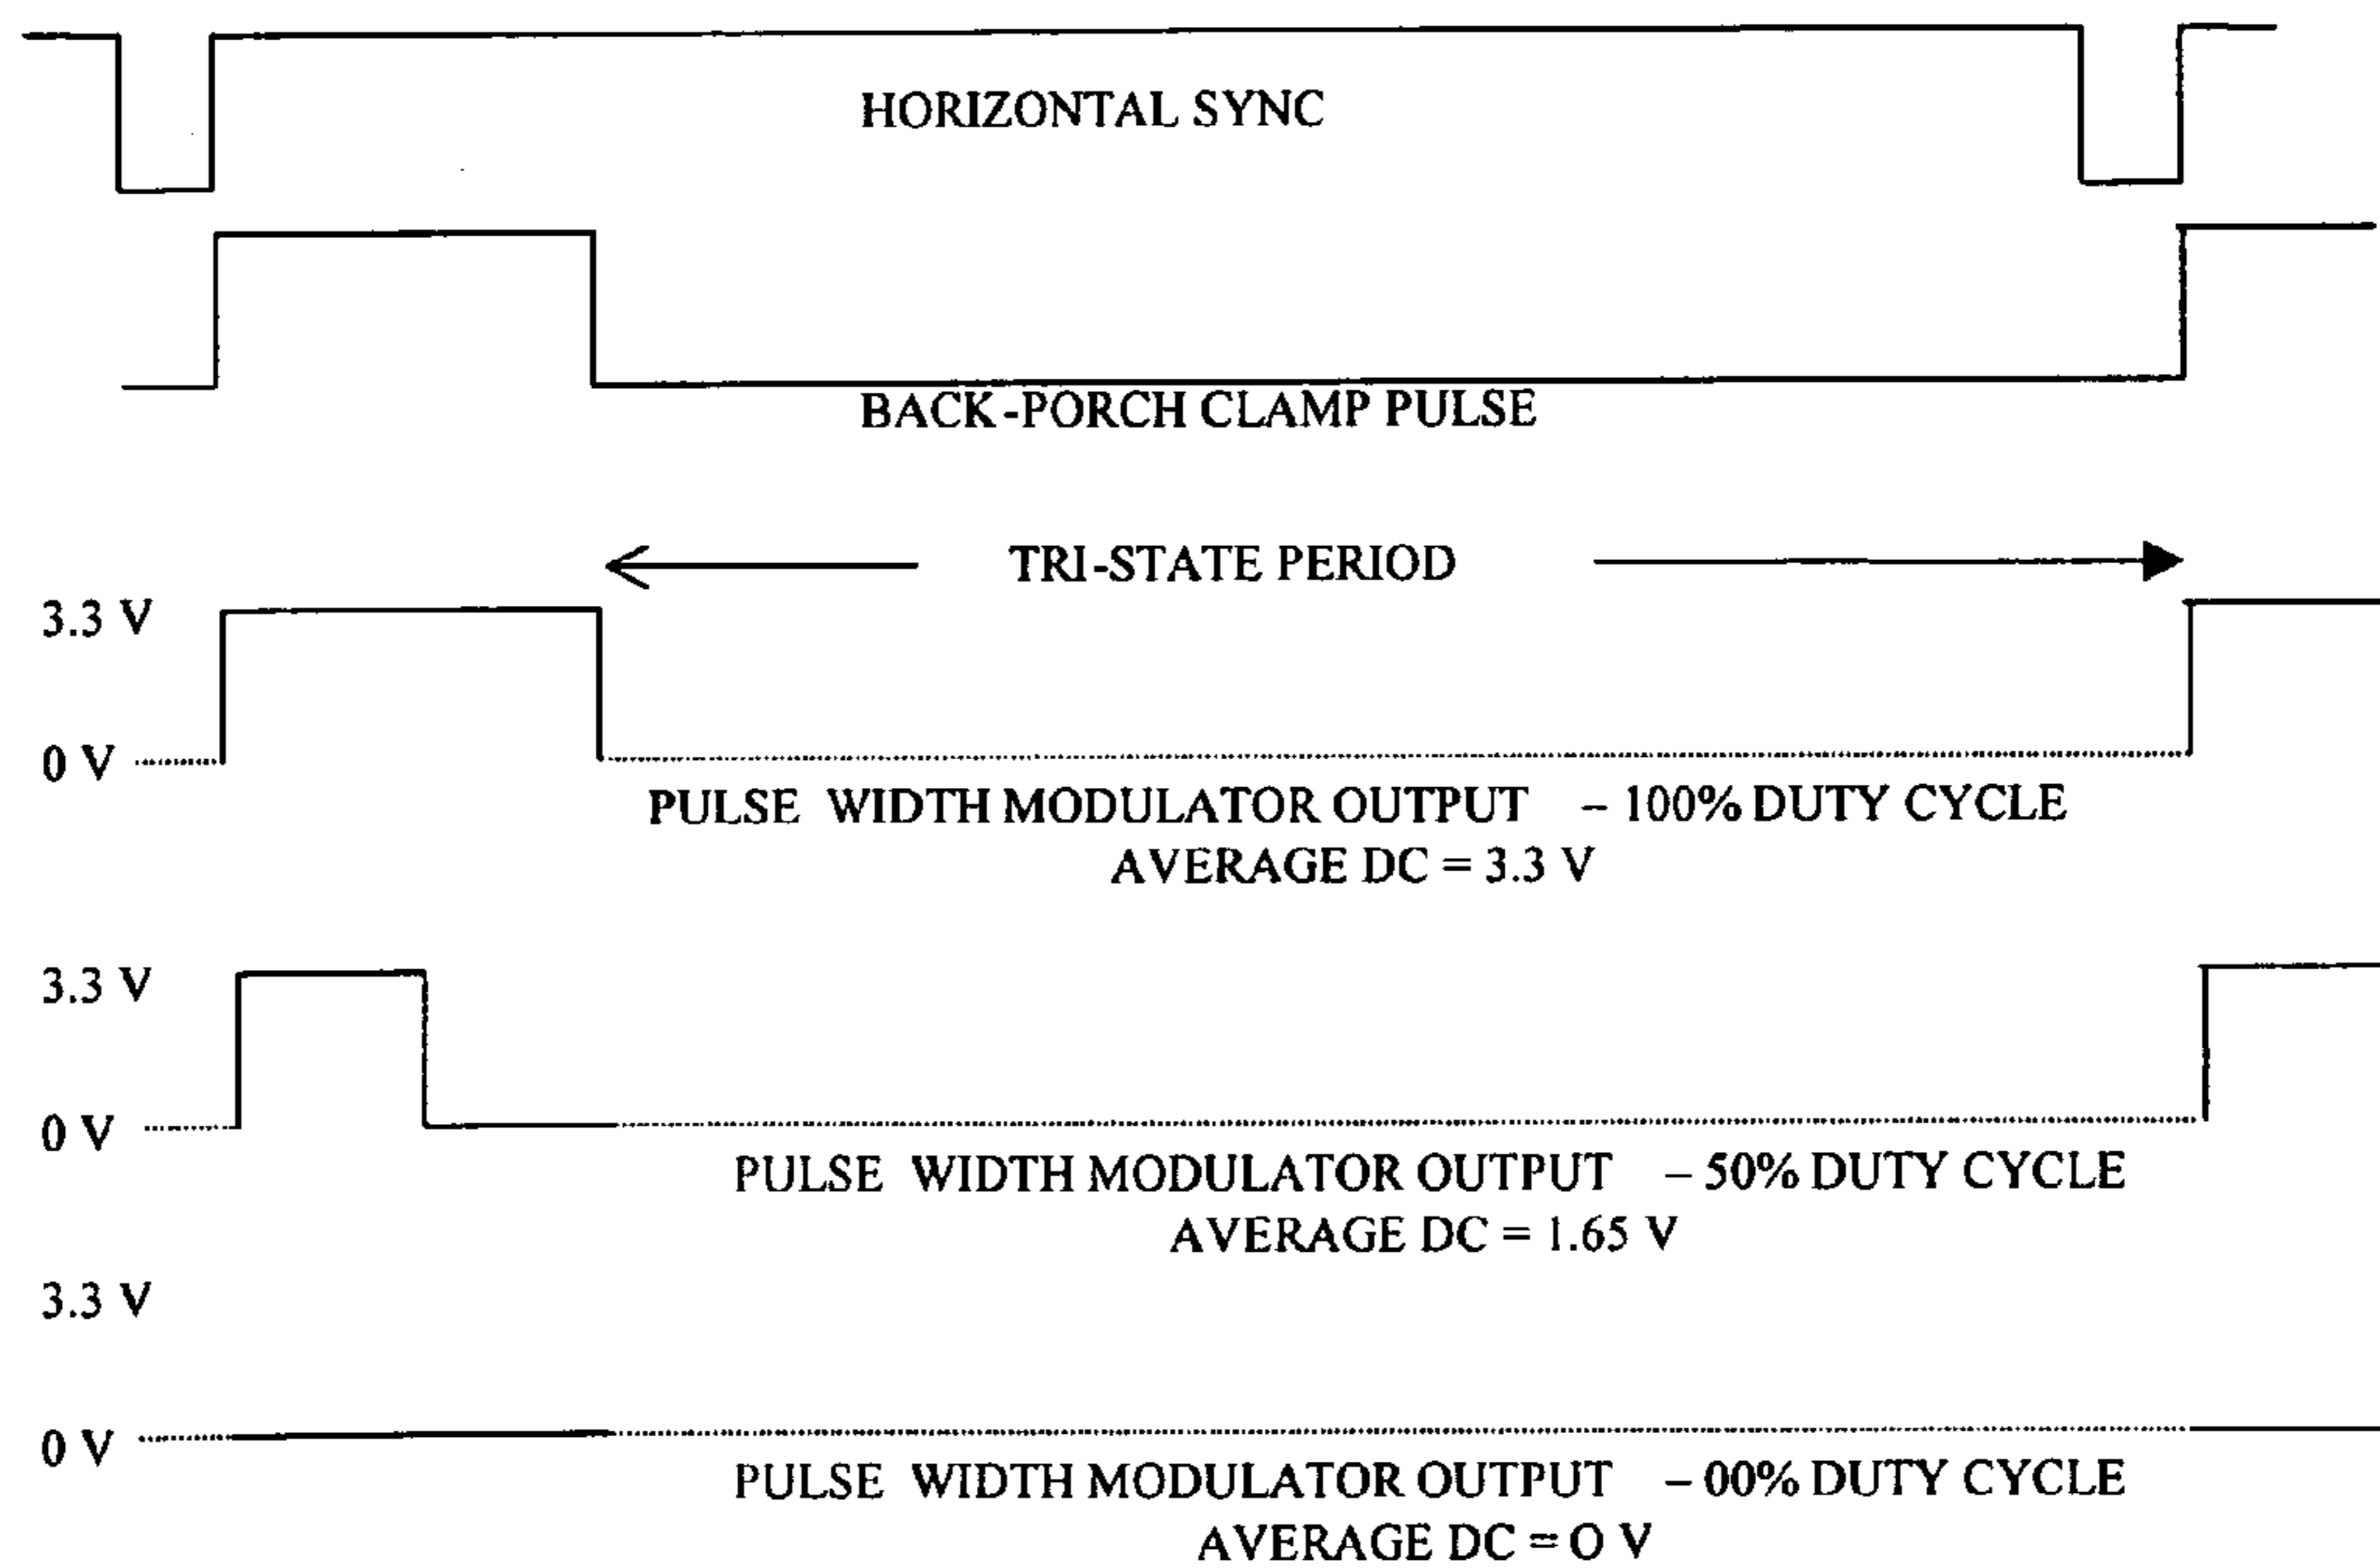 HORIZONTAL SYNC
BACK-PORCH CLAMP PULSE
TRI-STATE PERIOD
3.3 V
0 V
PULSE WIDTH MODULATOR OUTPUT – 100% DUTY CYCLE
AVERAGE DC = 3.3 V
3.3 V
0 V
PULSE WIDTH MODULATOR OUTPUT – 50% DUTY CYCLE
AVERAGE DC = 1.65 V
3.3 V
0 V
PULSE WIDTH MODULATOR OUTPUT – 00% DUTY CYCLE
AVERAGE DC = O V